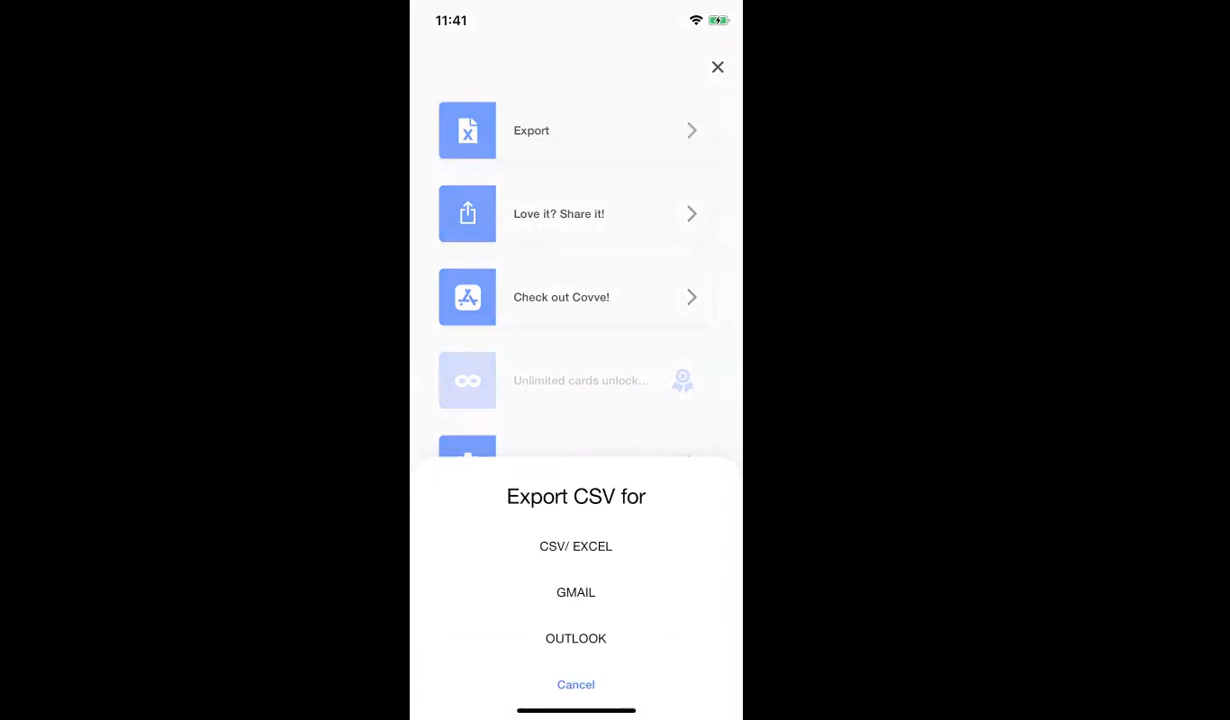 11:41
Export
Love it? Share it!
Check out Covve!
Unlimited cards unlock...
Export CSV for
CSV/ EXCEL
GMAIL
OUTLOOK
Cancel